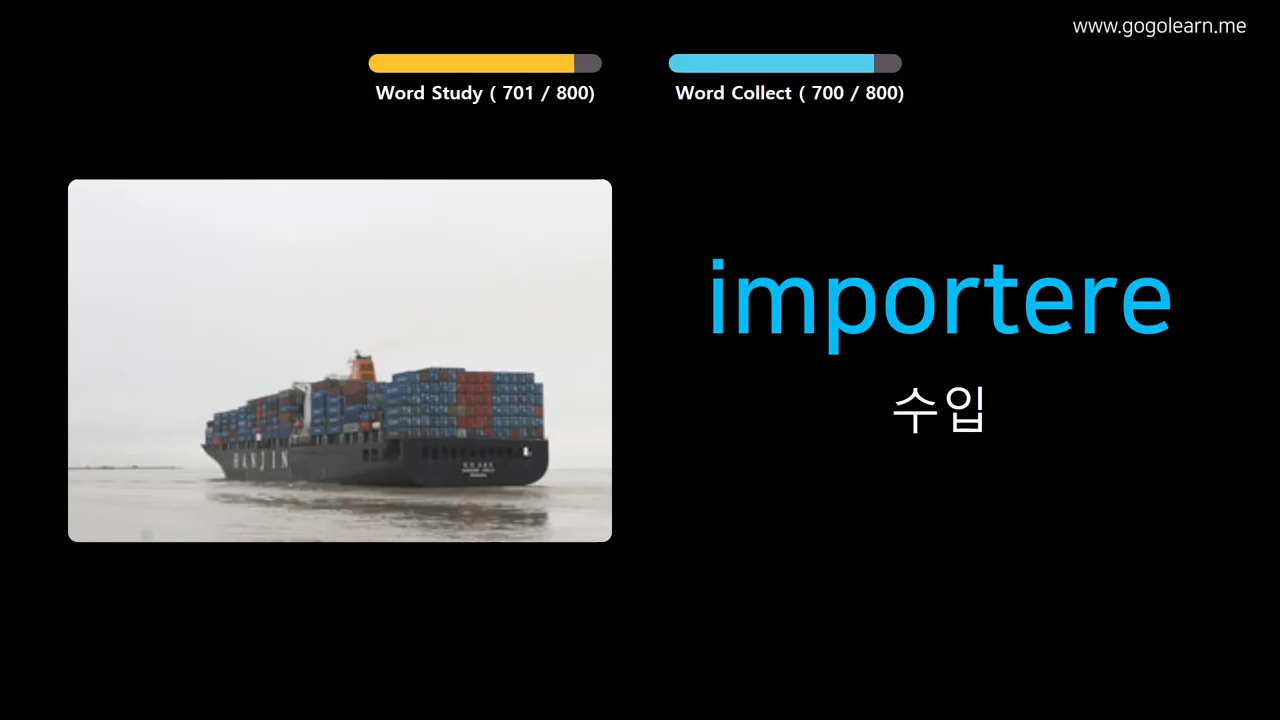 www.gogolearn.me
Word Study ( 701 / 800)
Word Collect ( 700 / 800)
importere
수입
HANJIN